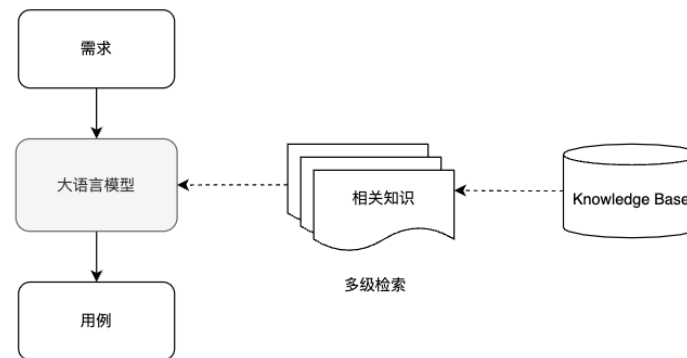 需求
大语言模型
相关知识
Knowledge Base
多级检索
用例